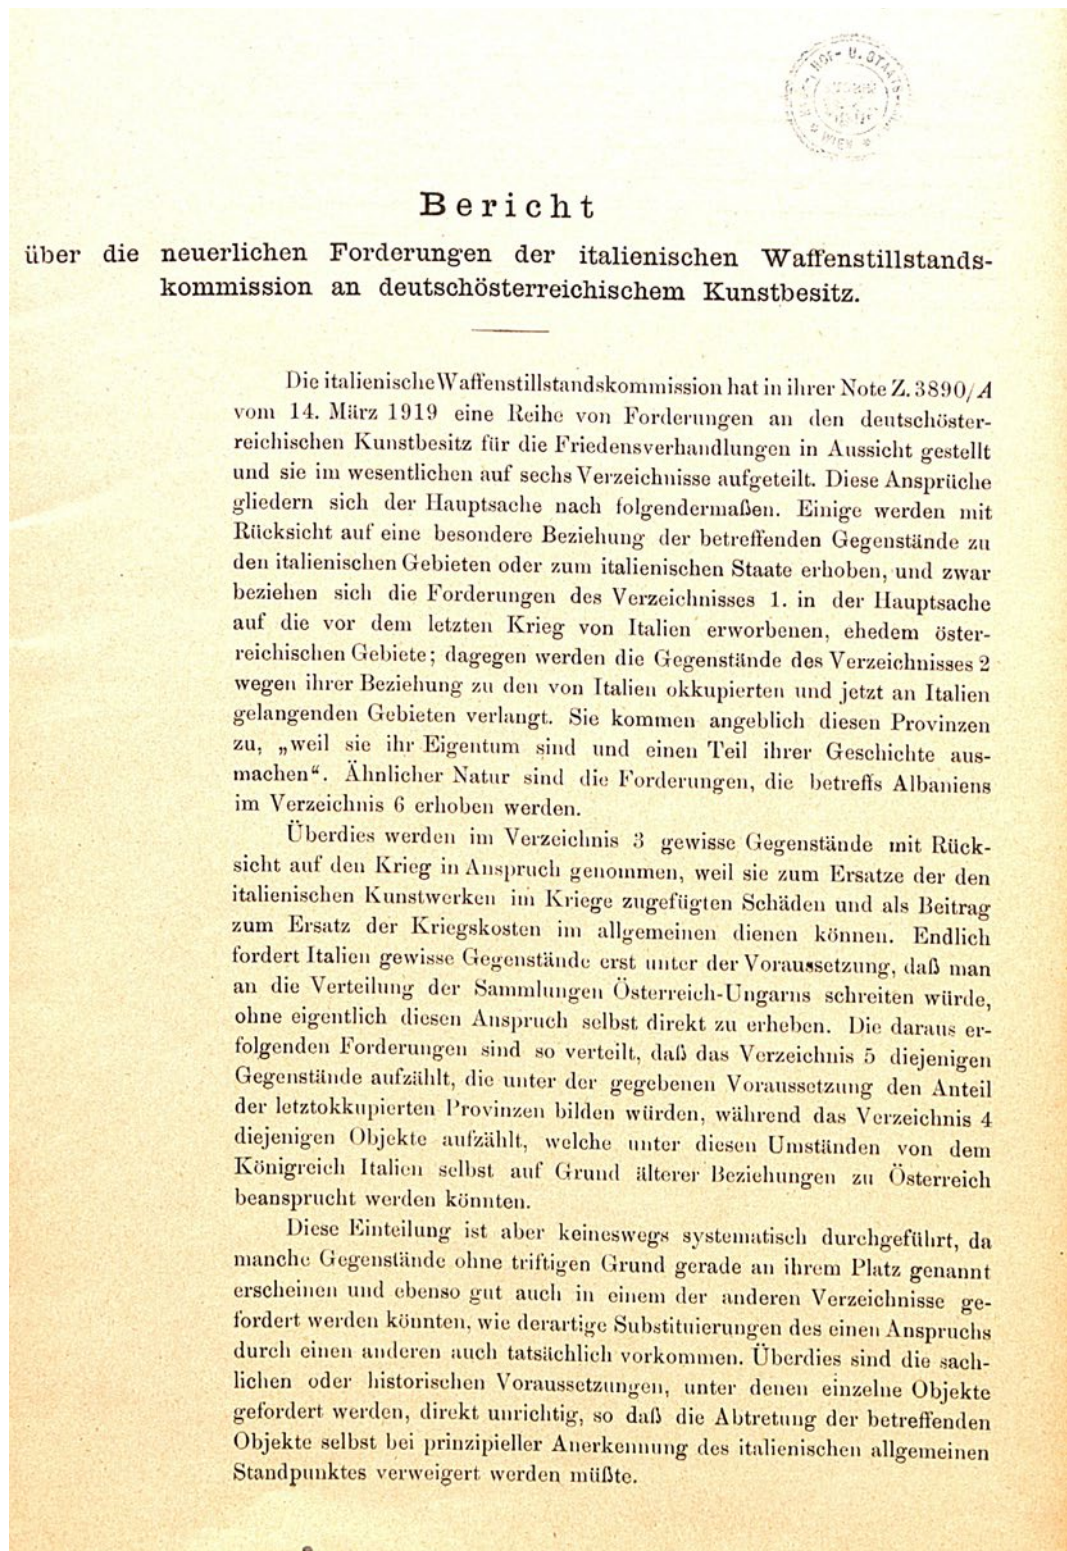 HOF- U. STAATS-
WIEN
Bericht
über die neuerlichen Forderungen der italienischen Waffenstillstands-
kommission an deutschösterreichischem Kunstbesitz.
Die italienische Waffenstillstandskommission hat in ihrer Note Z. 3890/A
vom 14. März 1919 eine Reihe von Forderungen an den deutschöster-
reichischen Kunstbesitz für die Friedensverhandlungen in Aussicht gestellt
und sie im wesentlichen auf sechs Verzeichnisse aufgeteilt. Diese Ansprüche
gliedern sich der Hauptsache nach folgendermaßen. Einige werden mit
Rücksicht auf eine besondere Beziehung der betreffenden Gegenstände zu
den italienischen Gebieten oder zum italienischen Staate erhoben, und zwar
beziehen sich die Forderungen des Verzeichnisses 1. in der Hauptsache
auf die vor dem letzten Krieg von Italien erworbenen, ehedem öster-
reichischen Gebiete; dagegen werden die Gegenstände des Verzeichnisses 2
wegen ihrer Beziehung zu den von Italien okkupierten und jetzt an Italien
gelangenden Gebieten verlangt. Sie kommen angeblich diesen Provinzen
zu, „weil sie ihr Eigentum sind und einen Teil ihrer Geschichte aus-
machen“. Ähnlicher Natur sind die Forderungen, die betreffs Albaniens
im Verzeichnis 6 erhoben werden.
Überdies werden im Verzeichnis 3 gewisse Gegenstände mit Rück-
sicht auf den Krieg in Anspruch genommen, weil sie zum Ersatze der den
italienischen Kunstwerken im Kriege zugefügten Schäden und als Beitrag
zum Ersatz der Kriegskosten im allgemeinen dienen können. Endlich
fordert Italien gewisse Gegenstände erst unter der Voraussetzung, daß man
an die Verteilung der Sammlungen Österreich-Ungarns schreiten würde,
ohne eigentlich diesen Anspruch selbst direkt zu erheben. Die daraus er-
folgenden Forderungen sind so verteilt, daß das Verzeichnis 5 diejenigen
Gegenstände aufzählt, die unter der gegebenen Voraussetzung den Anteil
der letztokkupierten Provinzen bilden würden, während das Verzeichnis 4
diejenigen Objekte aufzählt, welche unter diesen Umständen von dem
Königreich Italien selbst auf Grund älterer Beziehungen zu Österreich
beansprucht werden könnten.
Diese Einteilung ist aber keineswegs systematisch durchgeführt, da
manche Gegenstände ohne triftigen Grund gerade an ihrem Platz genannt
erscheinen und ebenso gut auch in einem der anderen Verzeichnisse ge-
fordert werden könnten, wie derartige Substituierungen des einen Anspruchs
durch einen anderen auch tatsächlich vorkommen. Überdies sind die sach-
lichen oder historischen Voraussetzungen, unter denen einzelne Objekte
gefordert werden, direkt unrichtig, so daß die Abtretung der betreffenden
Objekte selbst bei prinzipieller Anerkennung des italienischen allgemeinen
Standpunktes verweigert werden müßte.